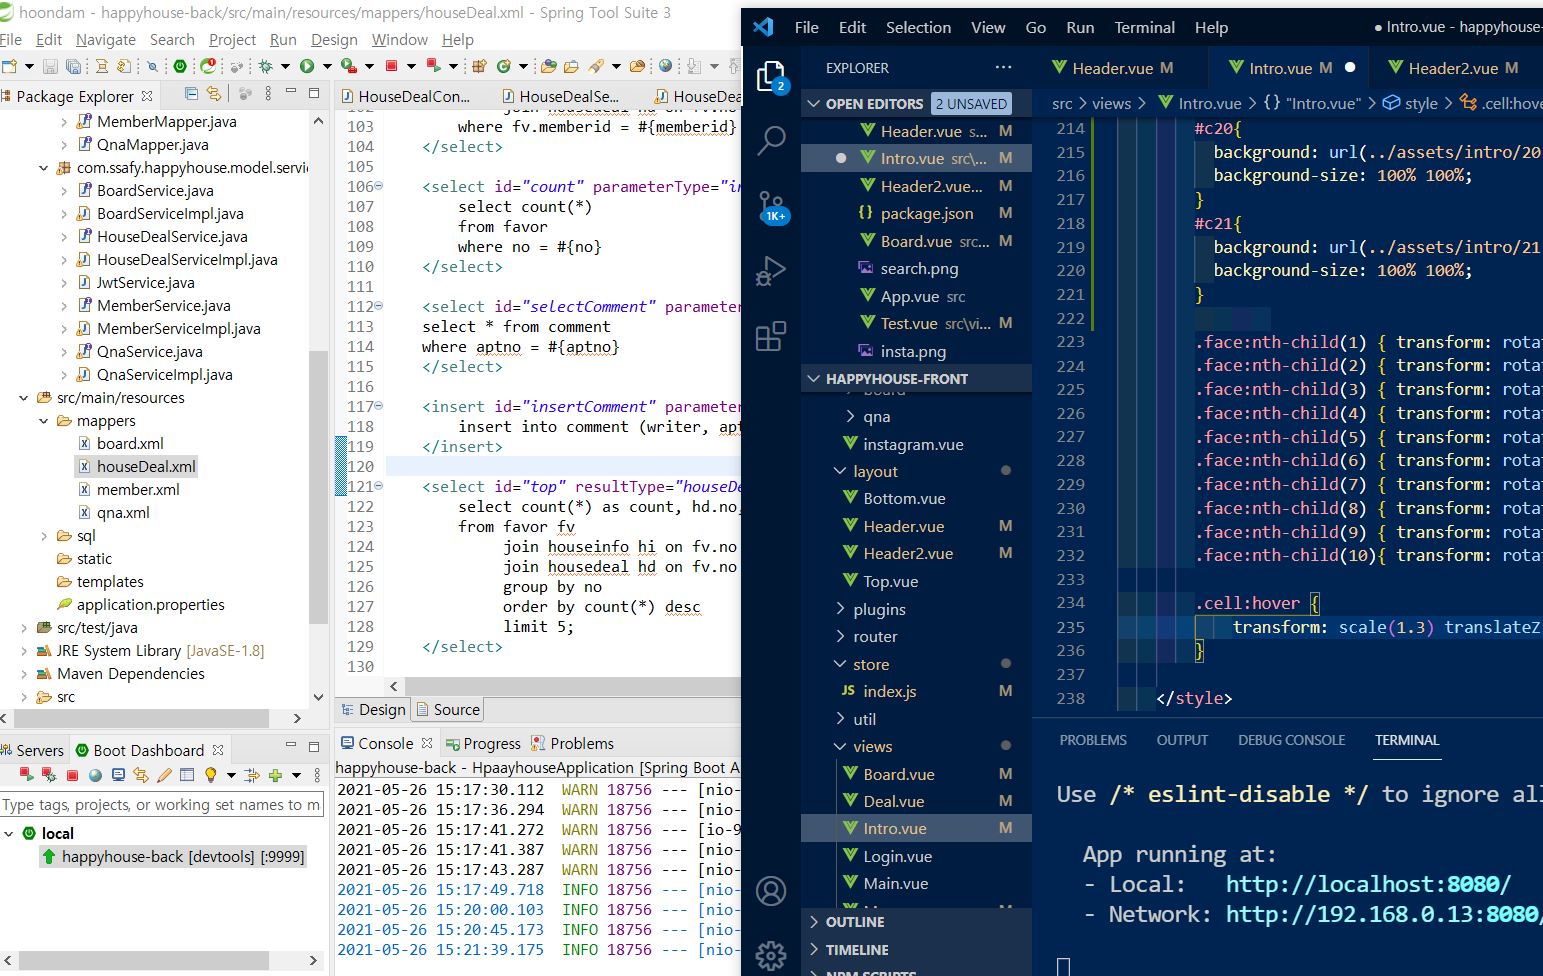 hoondam - happyhouse-back/src/main/resources/mappers/houseDeal.xml - Spring Tool Suite 3
File Edit Navigate Search Project Run Design Window Help
Package Explorer
MemberMapper.java
QnaMapper.java
com.ssafy.happyhouse.model.servi
BoardService.java
BoardServiceImpl.java
HouseDealService.java
HouseDealServiceImpl.java
JwtService.java
MemberService.java
MemberServiceImpl.java
QnaService.java
QnaServiceImpl.java
src/main/resources
mappers
board.xml
houseDeal.xml
member.xml
qna.xml
sql
static
templates
application.properties
src/test/java
JRE System Library [JavaSE-1.8]
Maven Dependencies
src
Servers
Boot Dashboard
Type tags, projects, or working set names to m
local
happyhouse-back [devtools] [:9999]
HouseDealCon...
HouseDealSe...
HouseDea
103 where fv.memberid = #{memberid}
104 </select>
105
106 <select id="count" parameterType="in
107 select count(*)
108 from favor
109 where no = #{no}
110 </select>
111
112 <select id="selectComment" parameter
113 select * from comment
114 where aptno = #{aptno}
115 </select>
116
117 <insert id="insertComment" parameter
118 insert into comment (writer, apt
119 </insert>
120
121 <select id="top" resultType="houseDe
122 select count(*) as count, hd.no,
123 from favor fv
124 join houseinfo hi on fv.no
125 join housedeal hd on fv.no
126 group by no
127 order by count(*) desc
128 limit 5;
129 </select>
130
Design
Source
Console
Progress
Problems
happyhouse-back - HpaayhouseApplication [Spring Boot A
2021-05-26 15:17:30.112 WARN 18756 --- [nio-
2021-05-26 15:17:36.294 WARN 18756 --- [nio-
2021-05-26 15:17:41.272 WARN 18756 --- [io-9
2021-05-26 15:17:41.387 WARN 18756 --- [nio-
2021-05-26 15:17:43.287 WARN 18756 --- [nio-
2021-05-26 15:17:49.718 INFO 18756 --- [nio-
2021-05-26 15:20:00.103 INFO 18756 --- [nio-
2021-05-26 15:20:45.173 INFO 18756 --- [nio-
2021-05-26 15:21:39.175 INFO 18756 --- [nio-
File Edit Selection View Go Run Terminal Help
● Intro.vue - happyhouse-
2
1K+
EXPLORER ...
OPEN EDITORS 2 UNSAVED
Header.vue s... M
Intro.vue src\... M
Header2.vue... M
package.json M
Board.vue src... M
search.png
App.vue src
Test.vue src\vi... M
insta.png
HAPPYHOUSE-FRONT
board
qna
instagram.vue
layout
Bottom.vue
Header.vue M
Header2.vue M
Top.vue
plugins
router
store
JS index.js M
util
views
Board.vue M
Deal.vue M
Intro.vue M
Login.vue
Main.vue
OUTLINE
TIMELINE
NPM SCRIPTS
Header.vue M
Intro.vue M
Header2.vue M
src > views > Intro.vue > {} "Intro.vue" > style > .cell:hove
214 #c20{
215 background: url(../assets/intro/20
216 background-size: 100% 100%;
217 }
218 #c21{
219 background: url(../assets/intro/21
220 background-size: 100% 100%;
221 }
222
223 .face:nth-child(1) { transform: rota
224 .face:nth-child(2) { transform: rota
225 .face:nth-child(3) { transform: rota
226 .face:nth-child(4) { transform: rota
227 .face:nth-child(5) { transform: rota
228 .face:nth-child(6) { transform: rota
229 .face:nth-child(7) { transform: rota
230 .face:nth-child(8) { transform: rota
231 .face:nth-child(9) { transform: rota
232 .face:nth-child(10){ transform: rota
233
234 .cell:hover {
235 transform: scale(1.3) translateZ
236 }
237
238 </style>
PROBLEMS OUTPUT DEBUG CONSOLE TERMINAL
Use /* eslint-disable */ to ignore all
App running at:
- Local: http://localhost:8080/
- Network: http://192.168.0.13:8080/